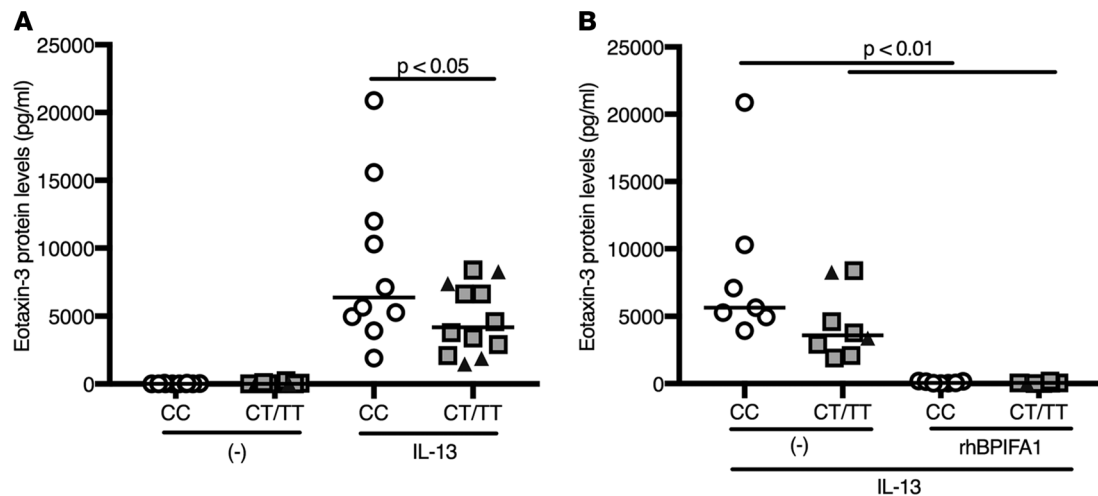 A
Eotaxin-3 protein levels (pg/ml)
25000
20000
15000
10000
5000
0
p < 0.05
CC
CT/TT
CC
CT/TT
(-)
IL-13
B
Eotaxin-3 protein levels (pg/ml)
25000
20000
15000
10000
5000
0
p < 0.01
CC
CT/TT
CC
CT/TT
(-)
rhBPIFA1
IL-13